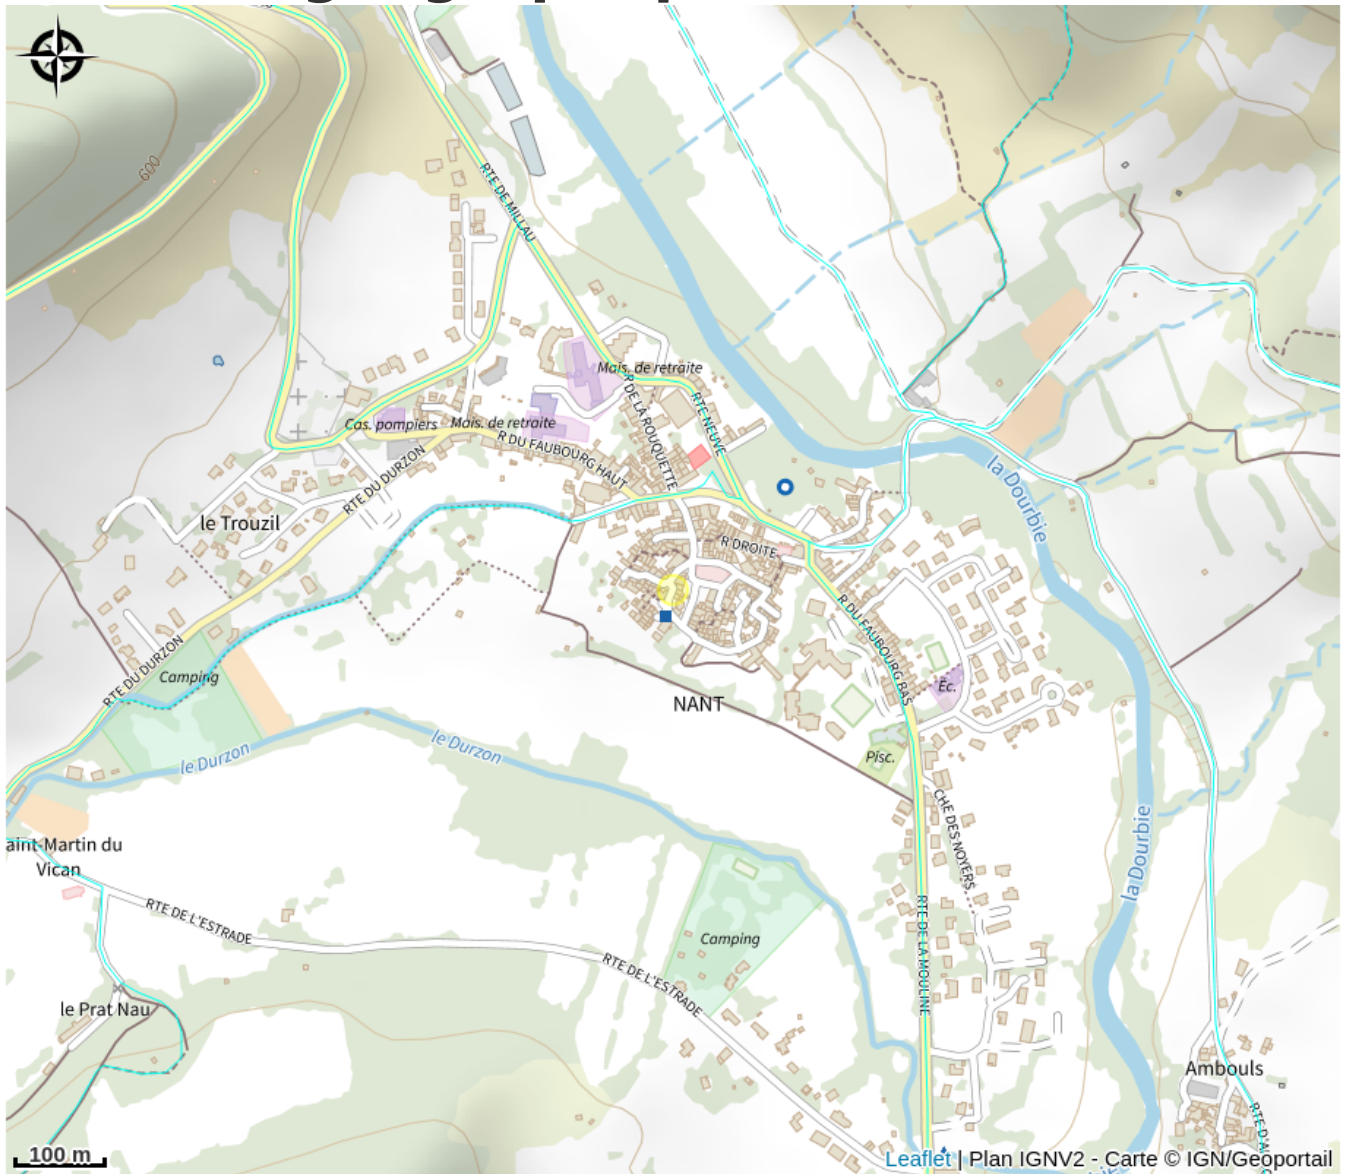 600
RTE DE MILLAU
Mais. de retraite
R DE LA ROUQUETTE
RTE NEUVE
Cas. pompiers
Mais. de retraite
R DU FAUBOURG HAUT
RTE DU DURZON
le Trouzil
la Dourbie
R DROITE
R DU FAUBOURG BAS
RTE DU DURZON
Camping
Éc.
NANT
le Durzon
le Durzon
Pisc.
CHE DES NOYERS
la Dourbie
aint-Martin du
Vican
RTE DE L'ESTRADE
Camping
RTE DE L'ESTRADE
RTE DE LA MOULINE
le Prat Nau
Ambouls
RTE D'A
100 m
Leaflet | Plan IGNV2 - Carte © IGN/Geoportail